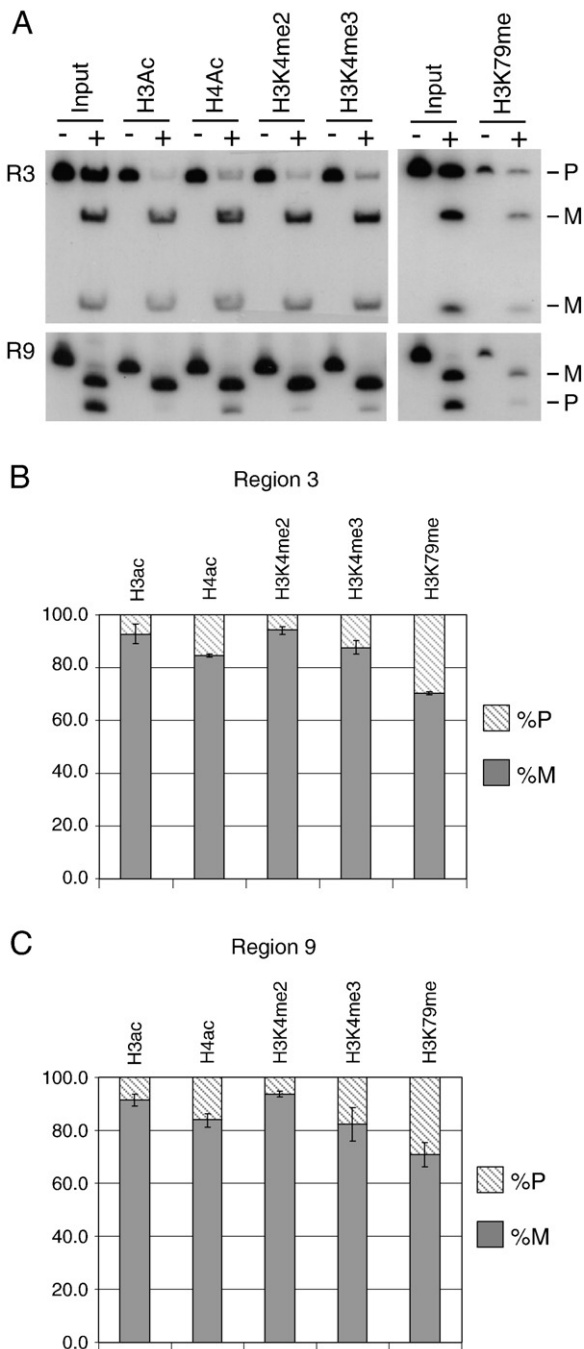 A
Input H3Ac H4Ac H3K4me2 H3K4me3 Input H3K79me
- + - + - + - + - + - + - +
R3
P
M
M
R9
M
P
B
Region 3
H3ac H4ac H3K4me2 H3K4me3 H3K79me
100.0
80.0
60.0
40.0
20.0
0.0
%P
%M
C
Region 9
H3ac H4ac H3K4me2 H3K4me3 H3K79me
100.0
80.0
60.0
40.0
20.0
0.0
%P
%M